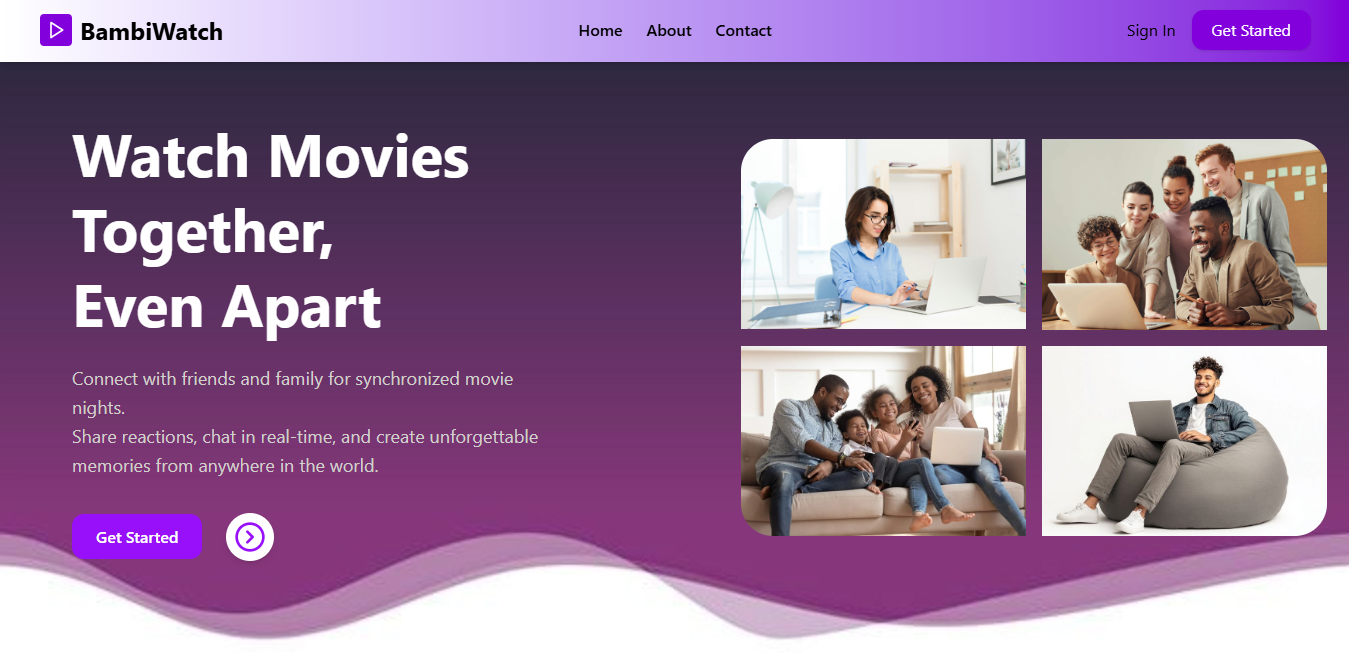 BambiWatch
Home
About
Contact
Sign In
Get Started
Watch Movies
Together,
Even Apart
Connect with friends and family for synchronized movie
nights.
Share reactions, chat in real-time, and create unforgettable
memories from anywhere in the world.
Get Started